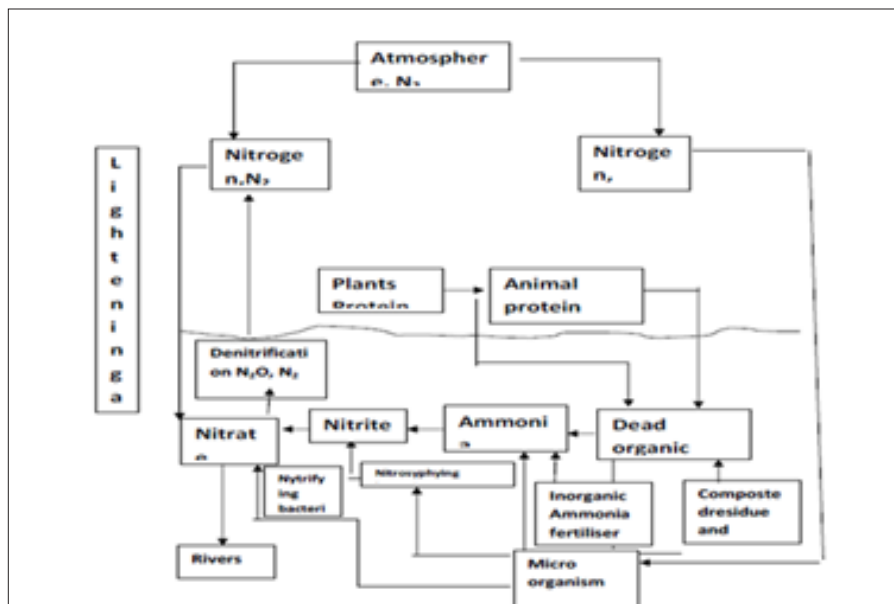 Atmospher
e, N₂
Nitroge
n,N₂
Nitroge
n,
L
i
g
h
t
e
n
i
n
g
a
Plants
Protein
Animal
protein
Denitrificati
on N₂O, N₂
Nitrat
e
Nitrite
Ammoni
a
Dead
organic
Nytrify
ing
bacteri
Nitrosyphying
Inorganic
Ammonia
fertiliser
Composte
dresidue
and
Rivers
Micro
organism